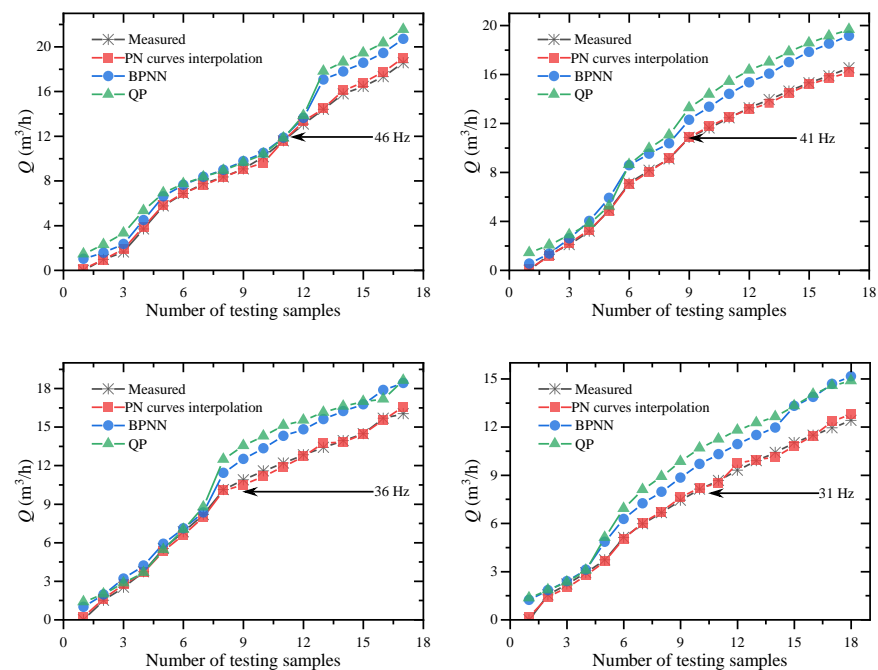 20
16
12
8
4
0
Q (m³/h)
Measured
PN curves interpolation
BPNN
QP
46 Hz
0 3 6 9 12 15 18
Number of testing samples
20
16
12
8
4
0
Q (m³/h)
Measured
PN curves interpolation
BPNN
QP
41 Hz
0 3 6 9 12 15 18
Number of testing samples
18
15
12
9
6
3
0
Q (m³/h)
Measured
PN curves interpolation
BPNN
QP
36 Hz
0 3 6 9 12 15 18
Number of testing samples
15
12
9
6
3
0
Q (m³/h)
Measured
PN curves interpolation
BPNN
QP
31 Hz
0 3 6 9 12 15 18
Number of testing samples